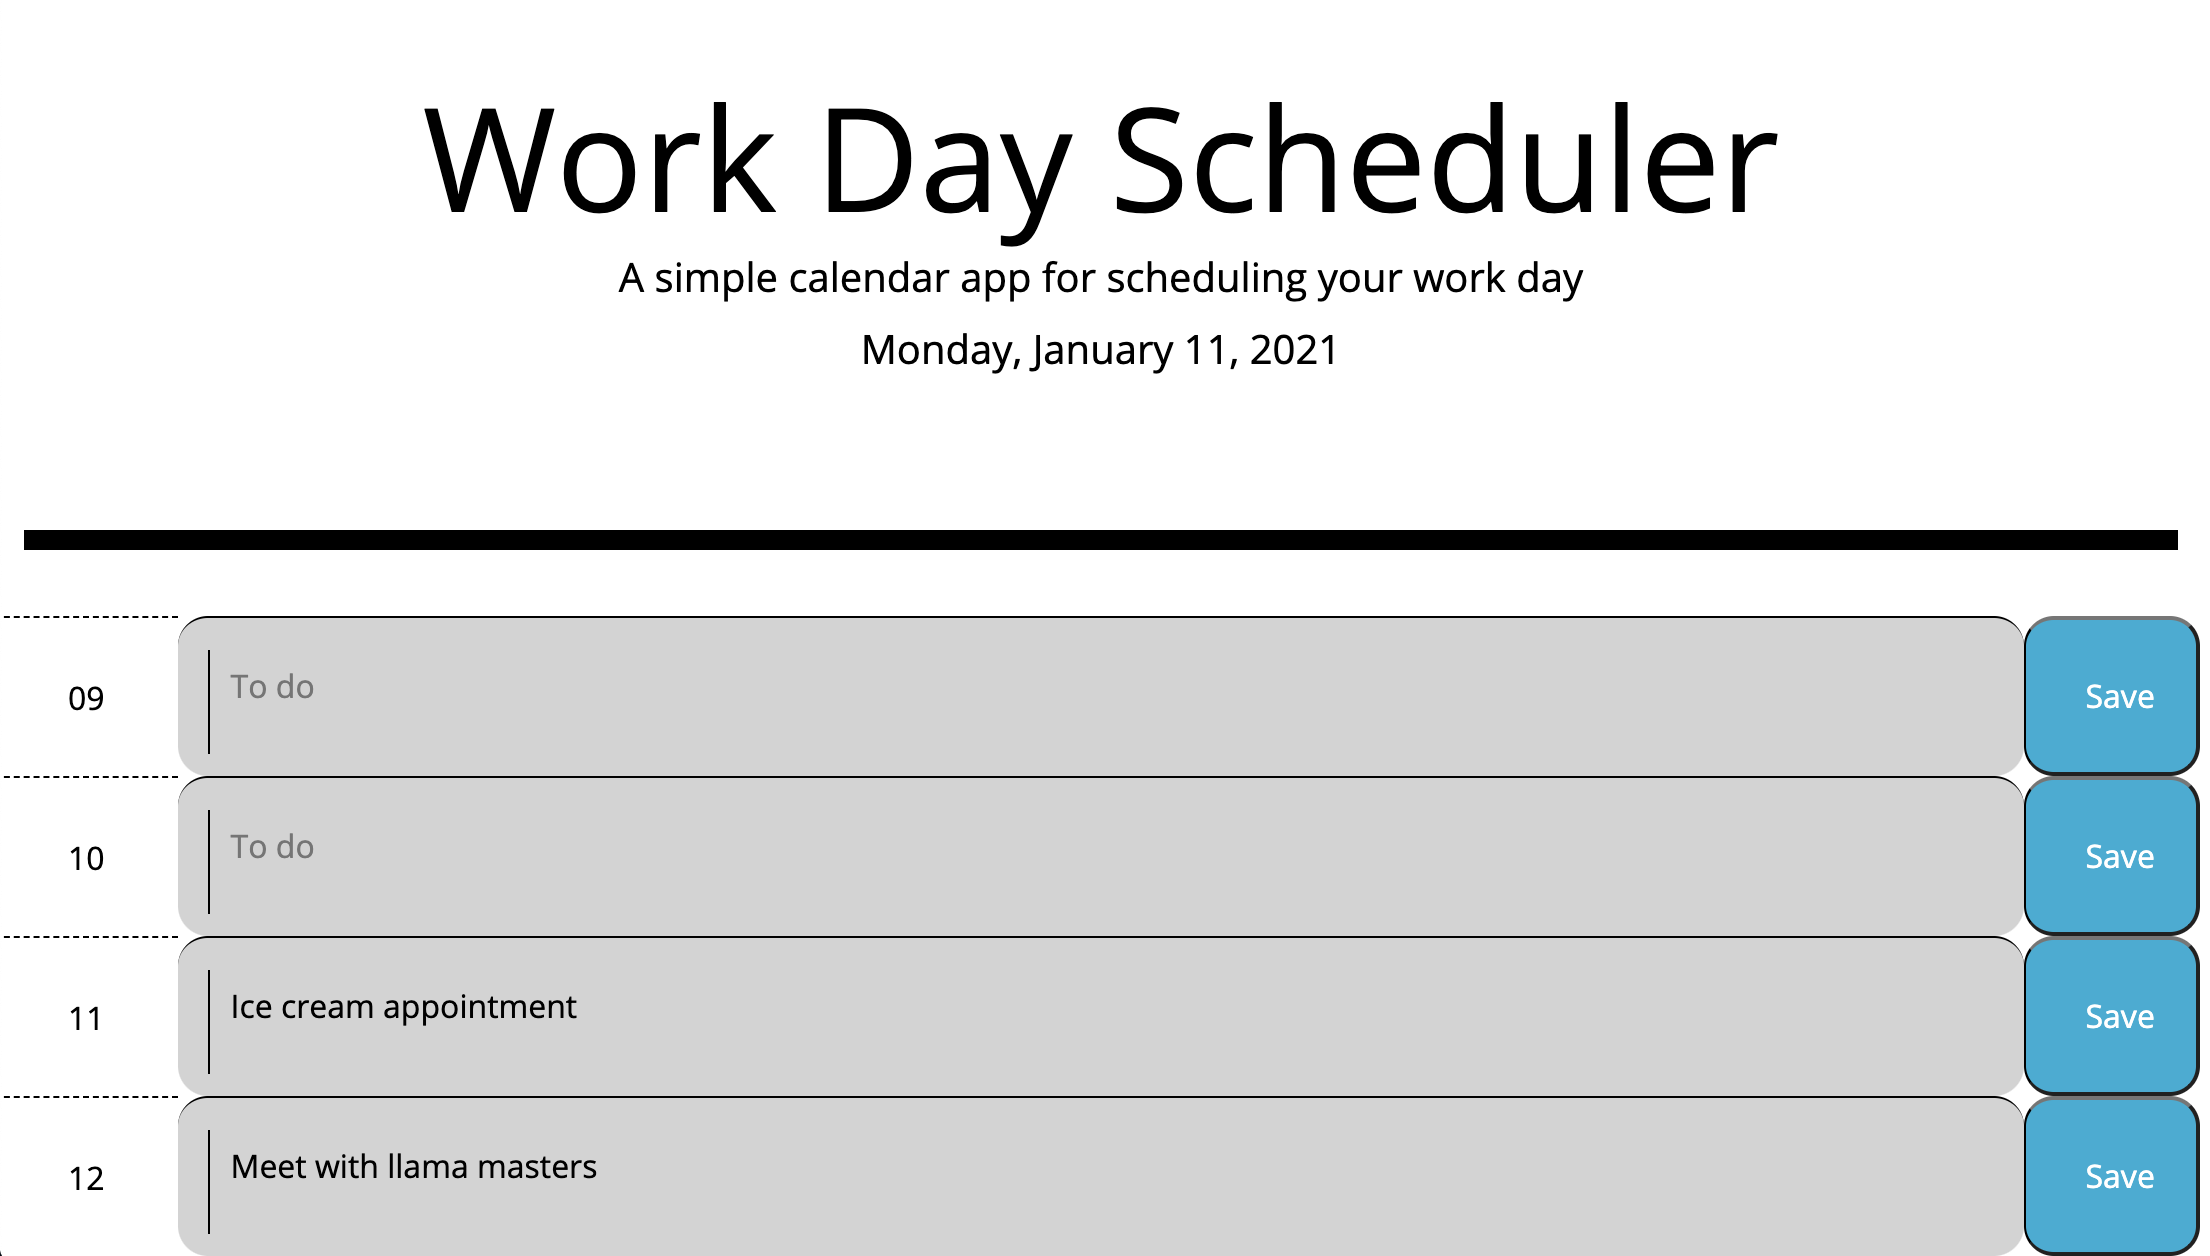 Work Day Scheduler
A simple calendar app for scheduling your work day
Monday, January 11, 2021
09 To do Save
10 To do Save
11 Ice cream appointment Save
12 Meet with llama masters Save